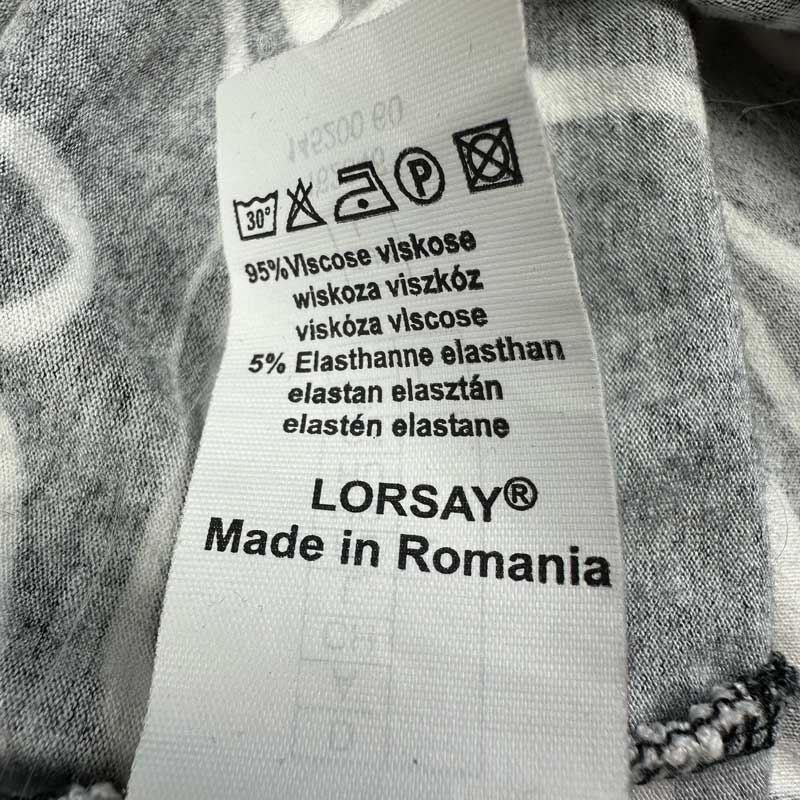 30°
P
95%Viscose viskose
wiskoza viszkóz
viskóza viscose
5% Elasthanne elasthan
elastan elasztán
elastén elastane
LORSAY®
Made in Romania